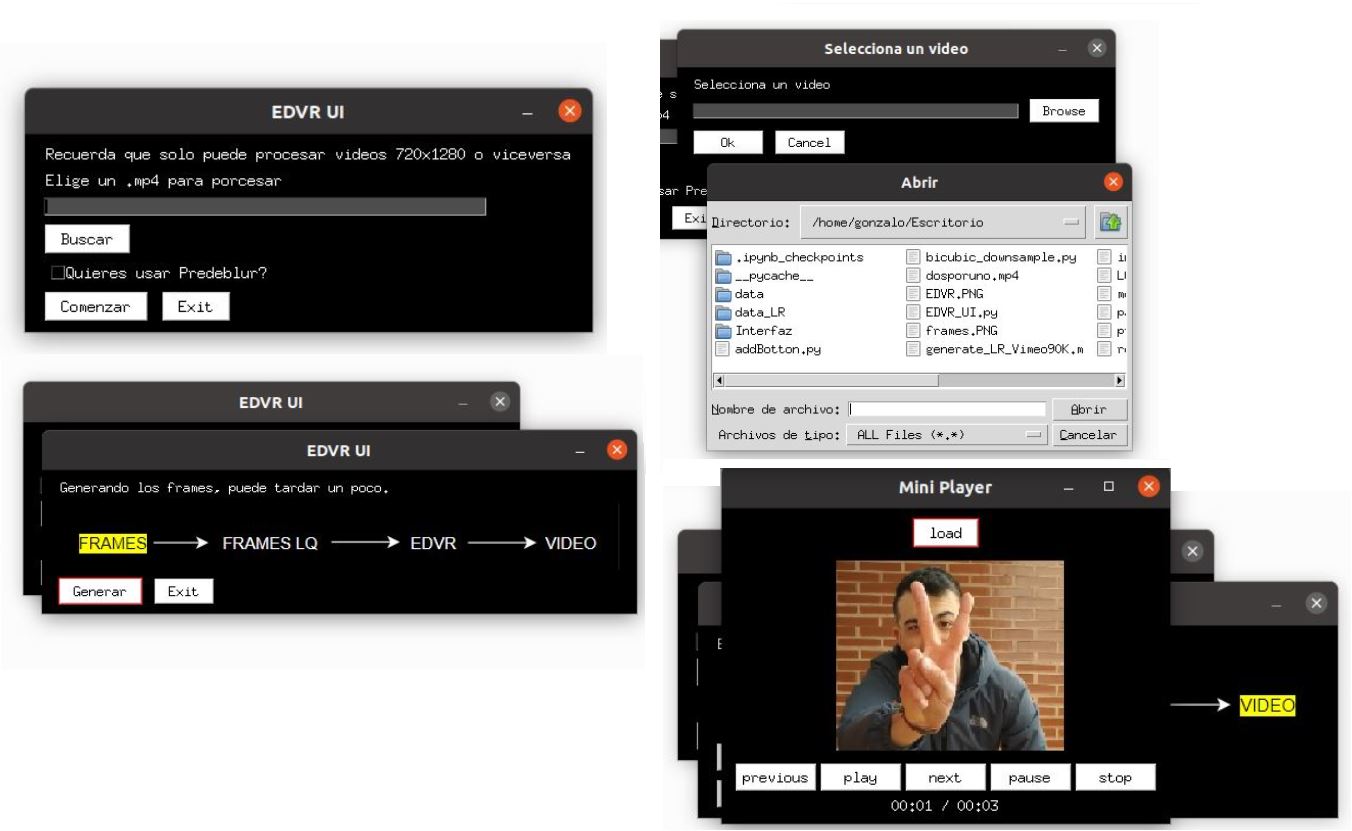 EDVR UI
Recuerda que solo puede procesar videos 720x1280 o viceversa
Elige un .mp4 para porcesar
Buscar
Quieres usar Predeblur?
Comenzar Exit
EDVR UI
EDVR UI
Generando los frames, puede tardar un poco.
FRAMES FRAMES LQ EDVR VIDEO
Generar Exit
Selecciona un video
Selecciona un video
Browse
Ok Cancel
Abrir
Directorio: /home/gonzalo/Escritorio
.ipynb_checkpoints bicubic_downsample.py
__pycache__ dosporuno.mp4
data EDVR.PNG
data_LR EDVR_UI.py
Interfaz frames.PNG
addBotton.py generate_LR_Vimeo90K.m
Nombre de archivo: Abrir
Archivos de tipo: ALL Files (*.*) Cancelar
Mini Player
load
VIDEO
previous play next pause stop
00:01 / 00:03